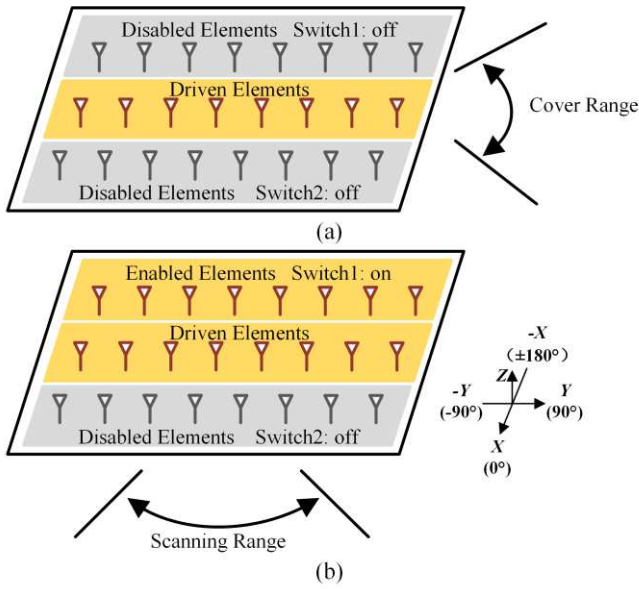 Disabled Elements Switch1: off
Driven Elements
Cover Range
Disabled Elements Switch2: off
(a)
Enabled Elements Switch1: on
Driven Elements
Disabled Elements Switch2: off
-X
(±180°)
Z
-Y
(-90°)
Y
(90°)
X
(0°)
Scanning Range
(b)